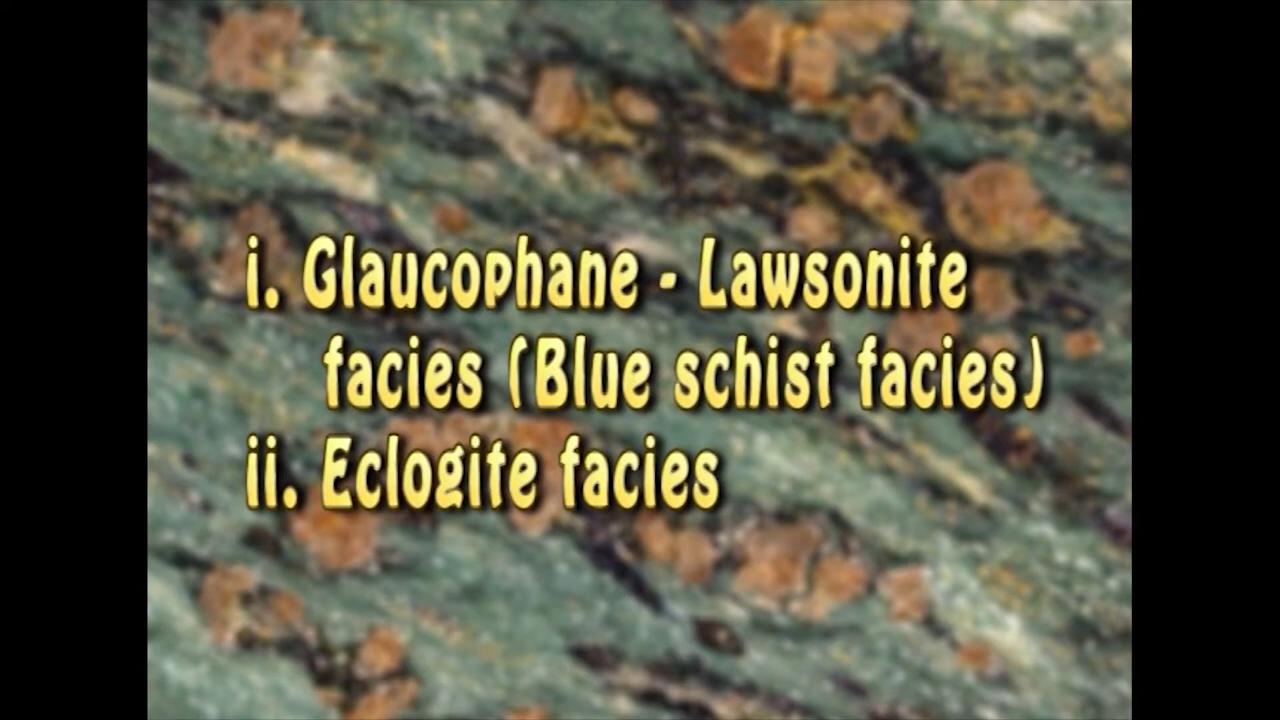 i. Glaucophane - Lawsonite
facies (Blue schist facies)
ii. Eclogite facies